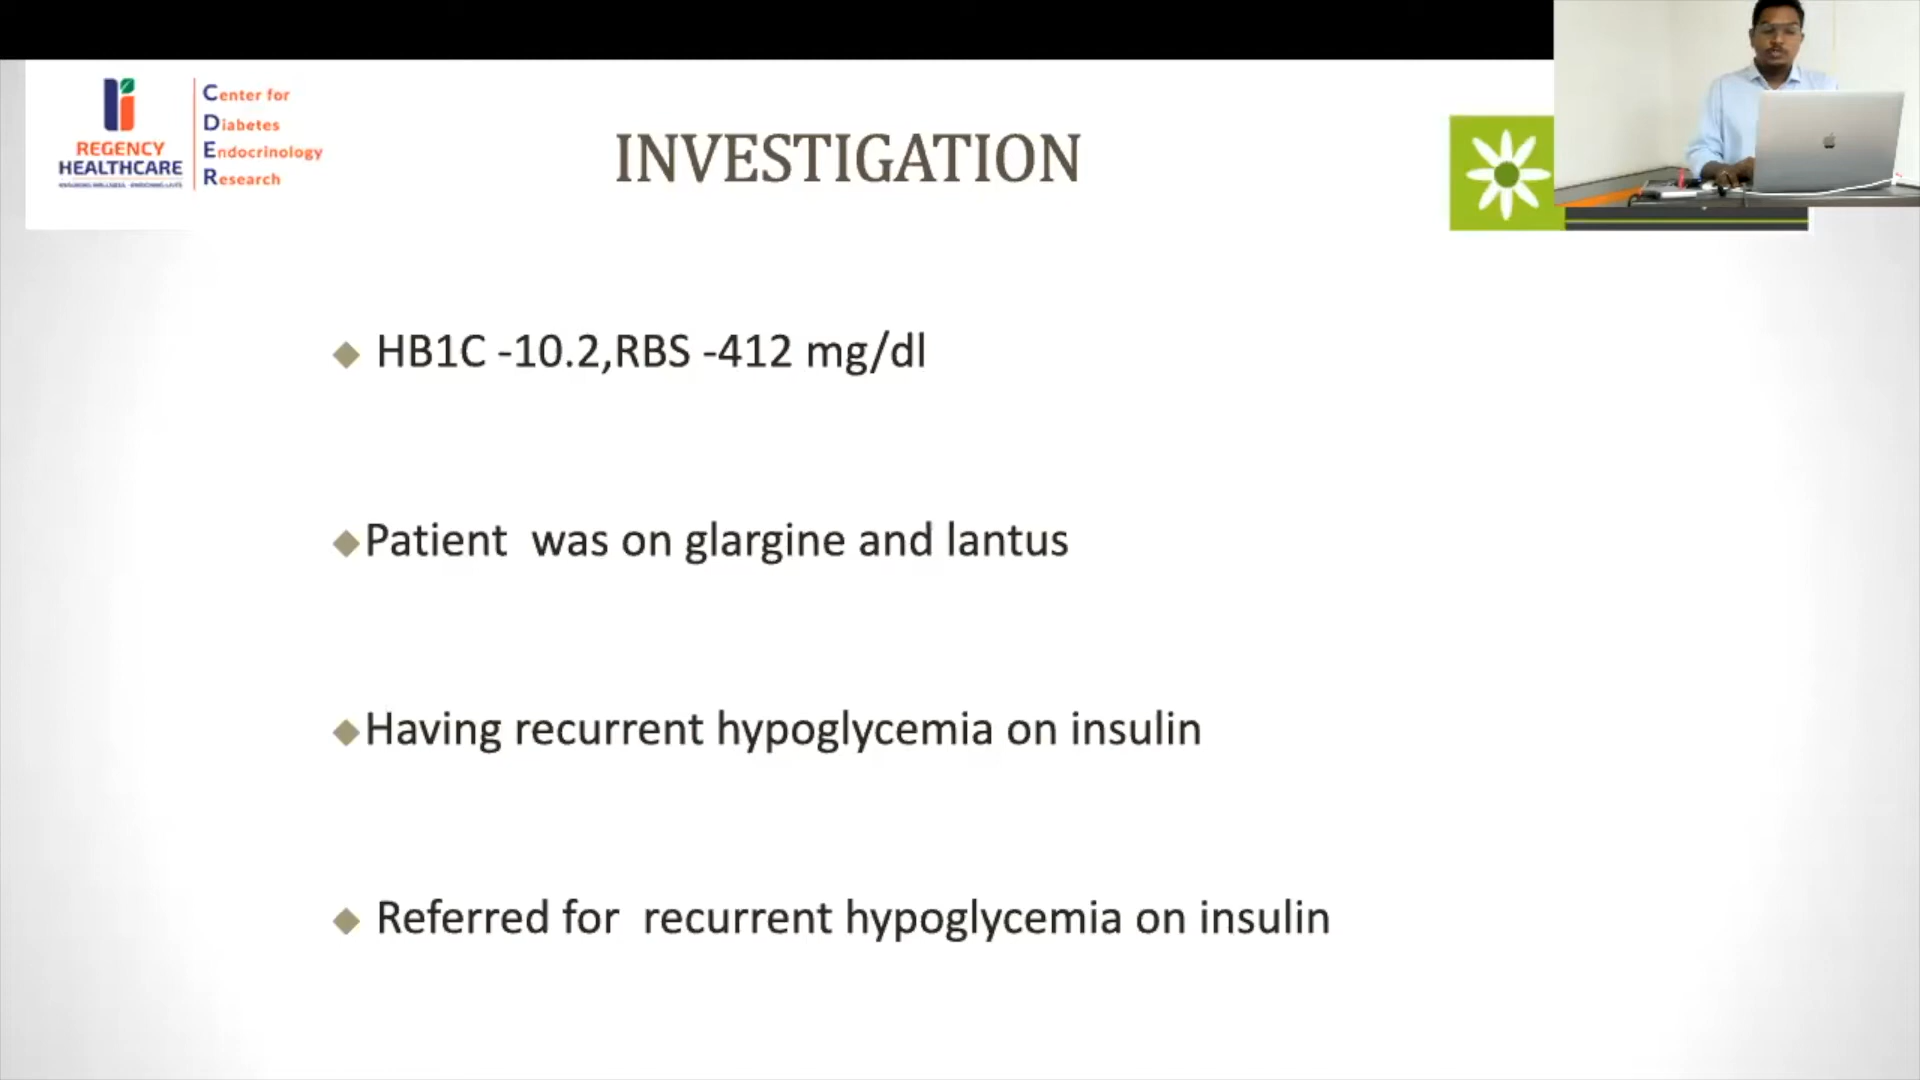 REGENCY
HEALTHCARE
Center for
Diabetes
Endocrinology
Research
INVESTIGATION
HB1C -10.2,RBS -412 mg/dl
Patient was on glargine and lantus
Having recurrent hypoglycemia on insulin
Referred for recurrent hypoglycemia on insulin